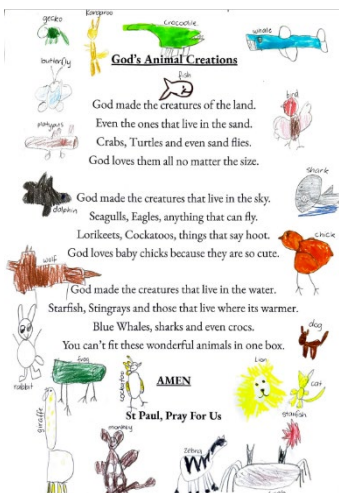 gecko
Kangaroo
crocodile
whale
God's Animal Creations
butterfly
fish
bird
God made the creatures of the land.
Even the ones that live in the sand.
Platypus
Crabs, Turtles and even sand flies.
God loves them all no matter the size.
shark
God made the creatures that live in the sky.
dolphin
Seagulls, Eagles, anything that can fly.
Lorikeets, Cockatoos, things that say hoot.
chick
God loves baby chicks because they are so cute.
wolf
God made the creatures that live in the water.
Starfish, Stingrays and those that live where its warmer.
Blue Whales, sharks and even crocs.
dog
You can't fit these wonderful animals in one box.
frog
cockatoo
Lion
rabbit
AMEN
cat
giraffe
starfish
St Paul, Pray For Us
monkey
Zebra